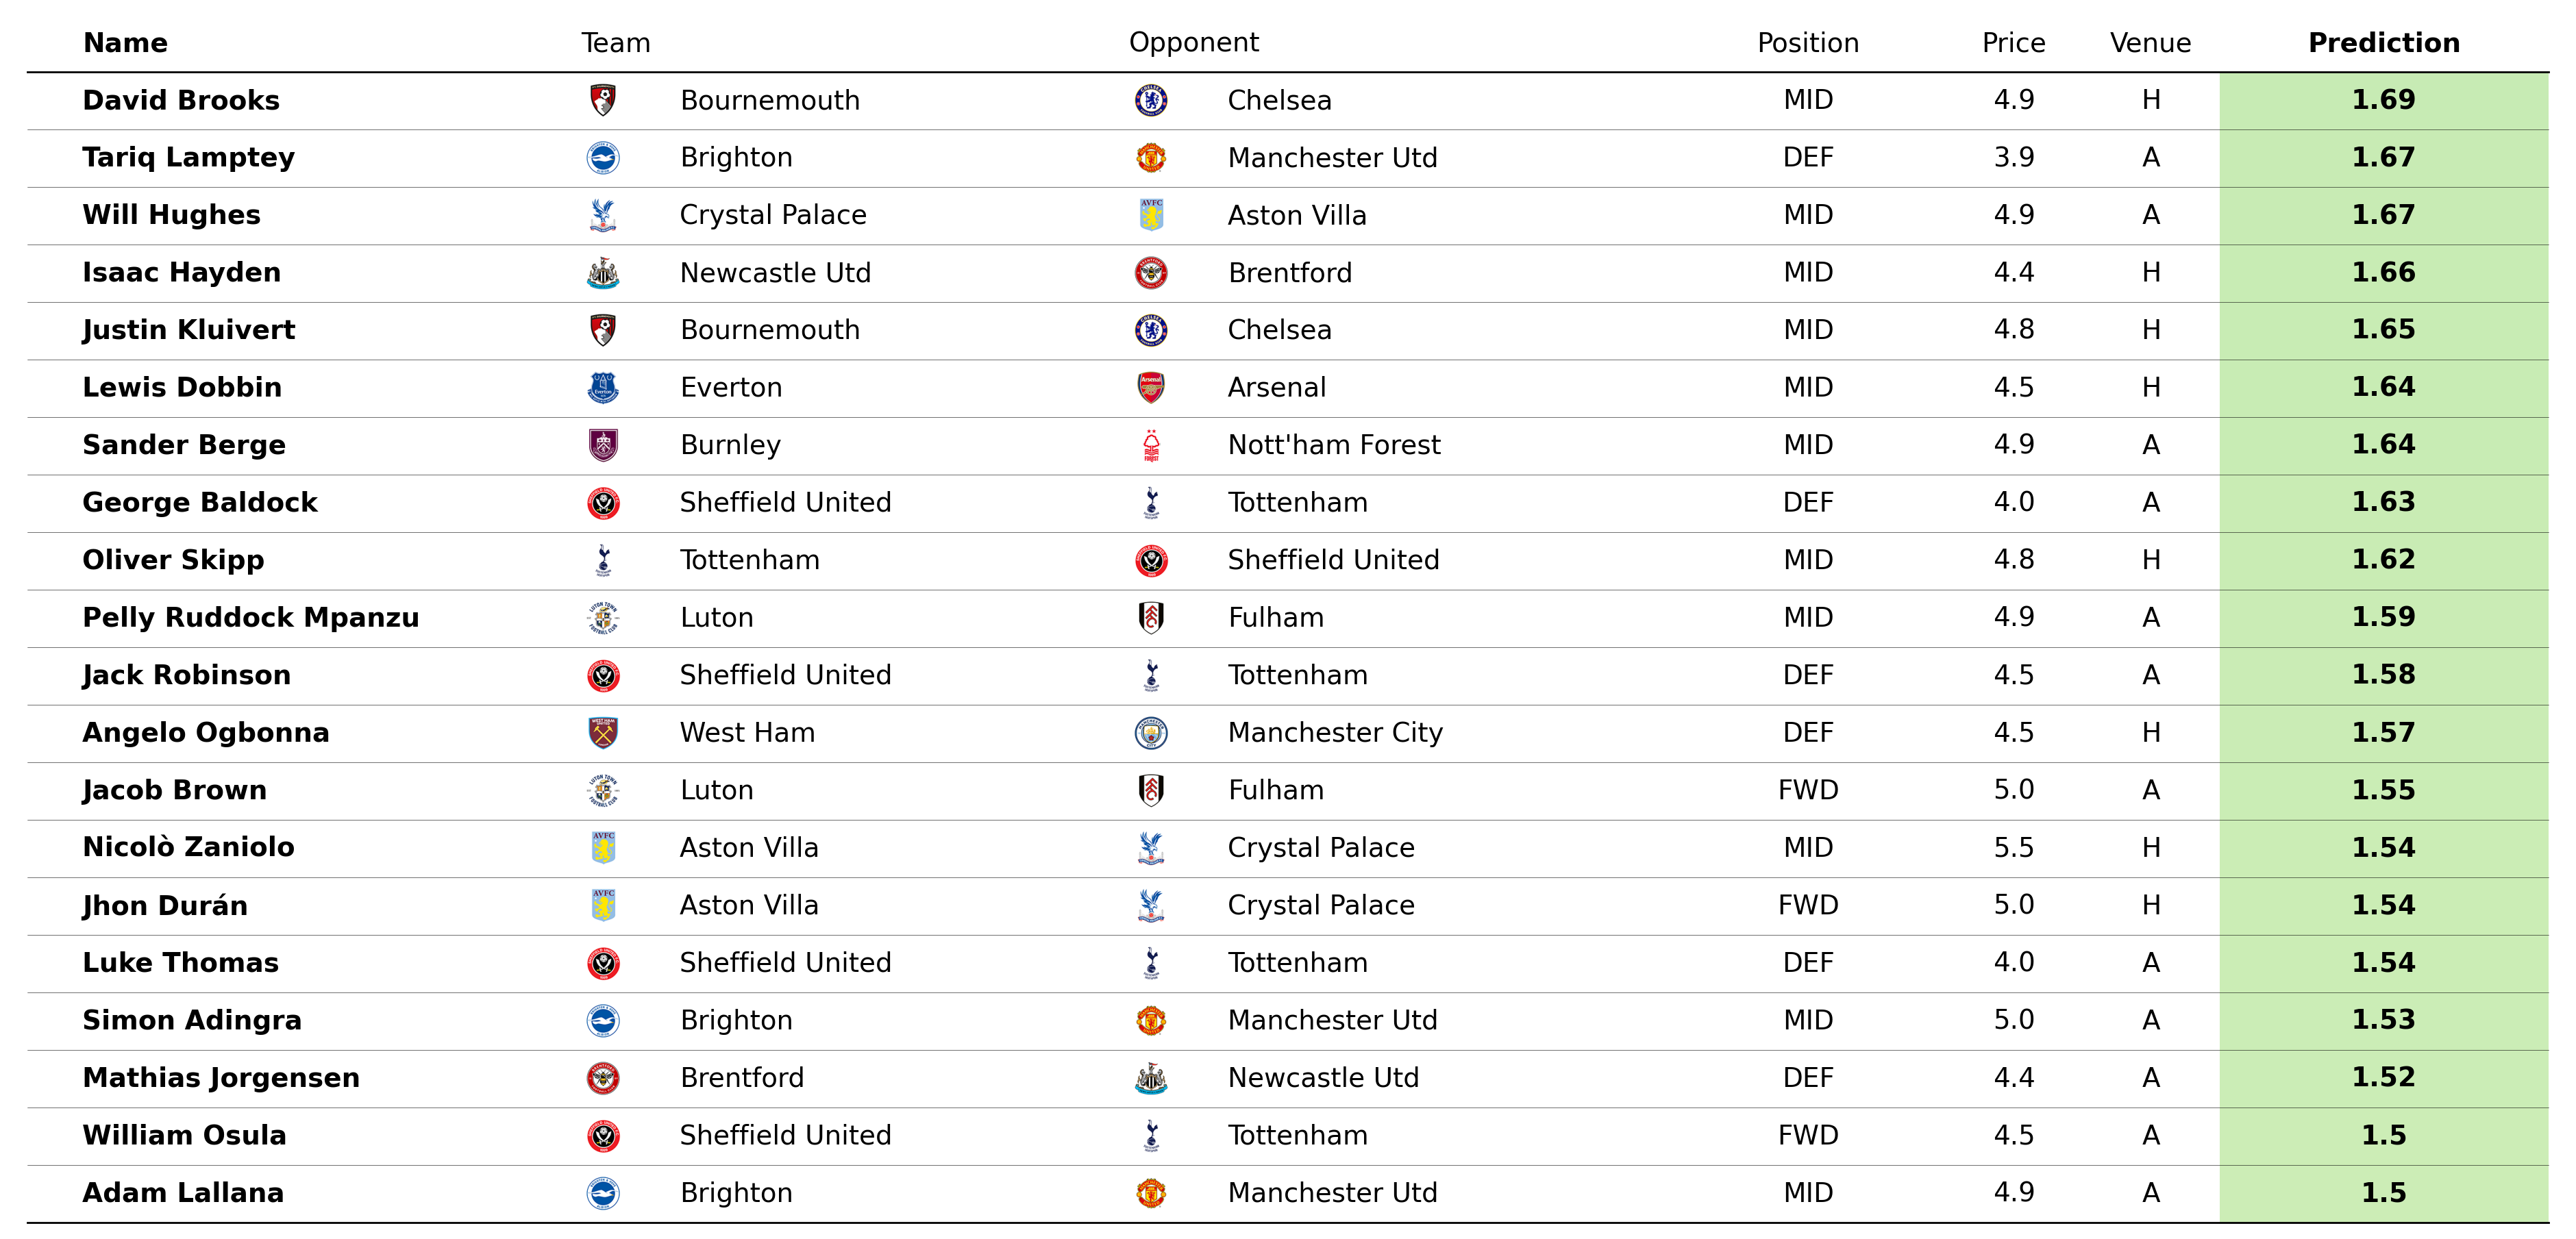 Name Team Opponent Position Price Venue Prediction
David Brooks Bournemouth Chelsea MID 4.9 H 1.69
Tariq Lamptey Brighton Manchester Utd DEF 3.9 A 1.67
Will Hughes Crystal Palace Aston Villa MID 4.9 A 1.67
Isaac Hayden Newcastle Utd Brentford MID 4.4 H 1.66
Justin Kluivert Bournemouth Chelsea MID 4.8 H 1.65
Lewis Dobbin Everton Arsenal MID 4.5 H 1.64
Sander Berge Burnley Nott'ham Forest MID 4.9 A 1.64
George Baldock Sheffield United Tottenham DEF 4.0 A 1.63
Oliver Skipp Tottenham Sheffield United MID 4.8 H 1.62
Pelly Ruddock Mpanzu Luton Fulham MID 4.9 A 1.59
Jack Robinson Sheffield United Tottenham DEF 4.5 A 1.58
Angelo Ogbonna West Ham Manchester City DEF 4.5 H 1.57
Jacob Brown Luton Fulham FWD 5.0 A 1.55
Nicolò Zaniolo Aston Villa Crystal Palace MID 5.5 H 1.54
Jhon Durán Aston Villa Crystal Palace FWD 5.0 H 1.54
Luke Thomas Sheffield United Tottenham DEF 4.0 A 1.54
Simon Adingra Brighton Manchester Utd MID 5.0 A 1.53
Mathias Jorgensen Brentford Newcastle Utd DEF 4.4 A 1.52
William Osula Sheffield United Tottenham FWD 4.5 A 1.5
Adam Lallana Brighton Manchester Utd MID 4.9 A 1.5